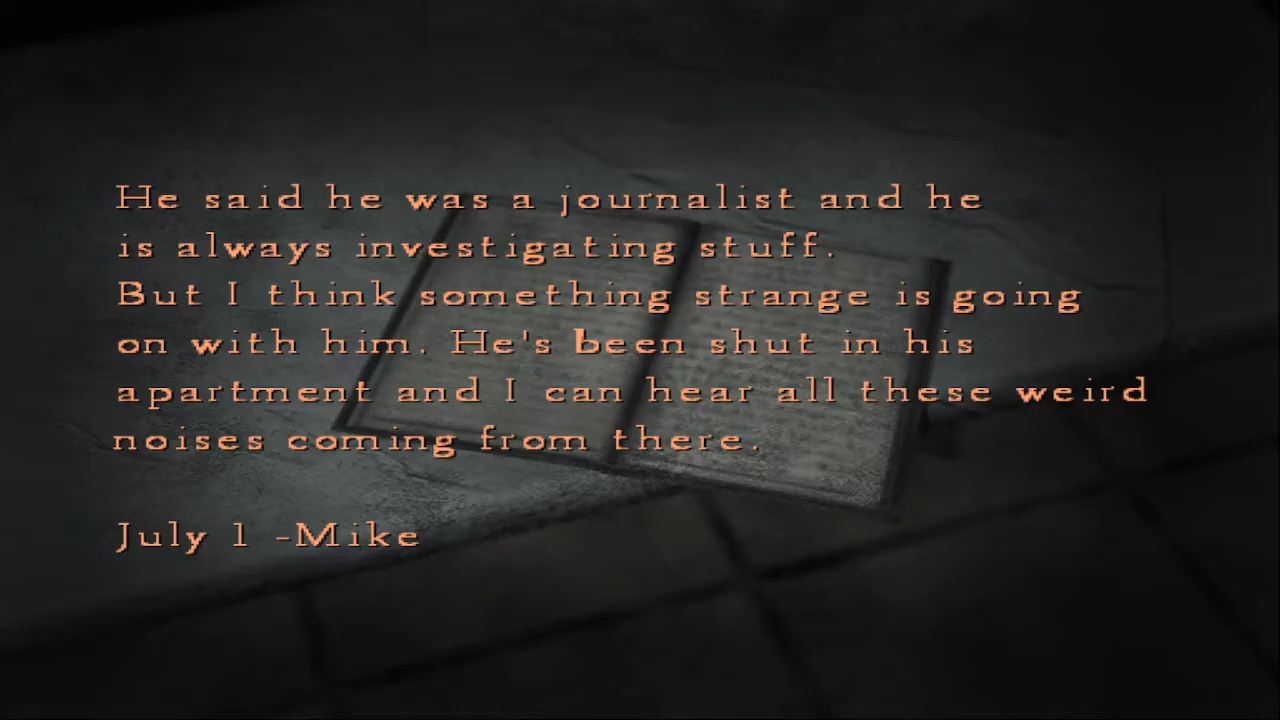 He said he was a journalist and he
is always investigating stuff.
But I think something strange is going
on with him. He's been shut in his
apartment and I can hear all these weird
noises coming from there.
July 1 -Mike